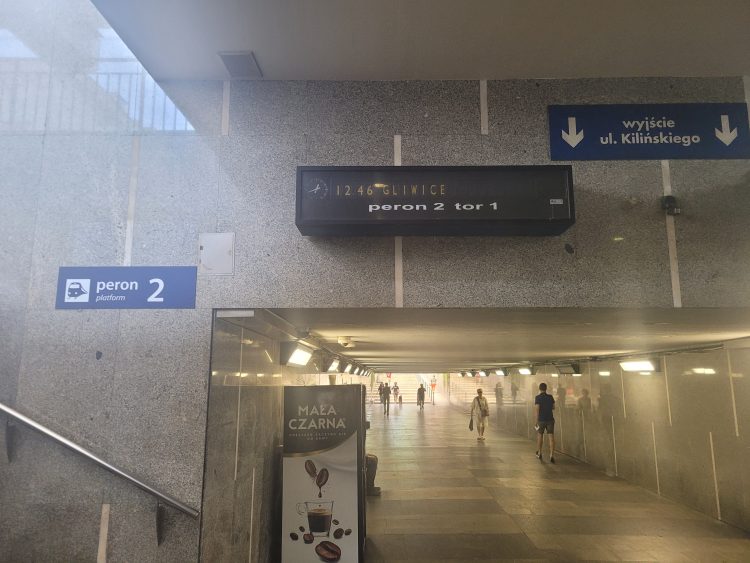 wyjście
ul. Kilińskiego
12 46 GLIWICE
peron 2 tor 1
peron 2
platform
MAŁA
CZARNA